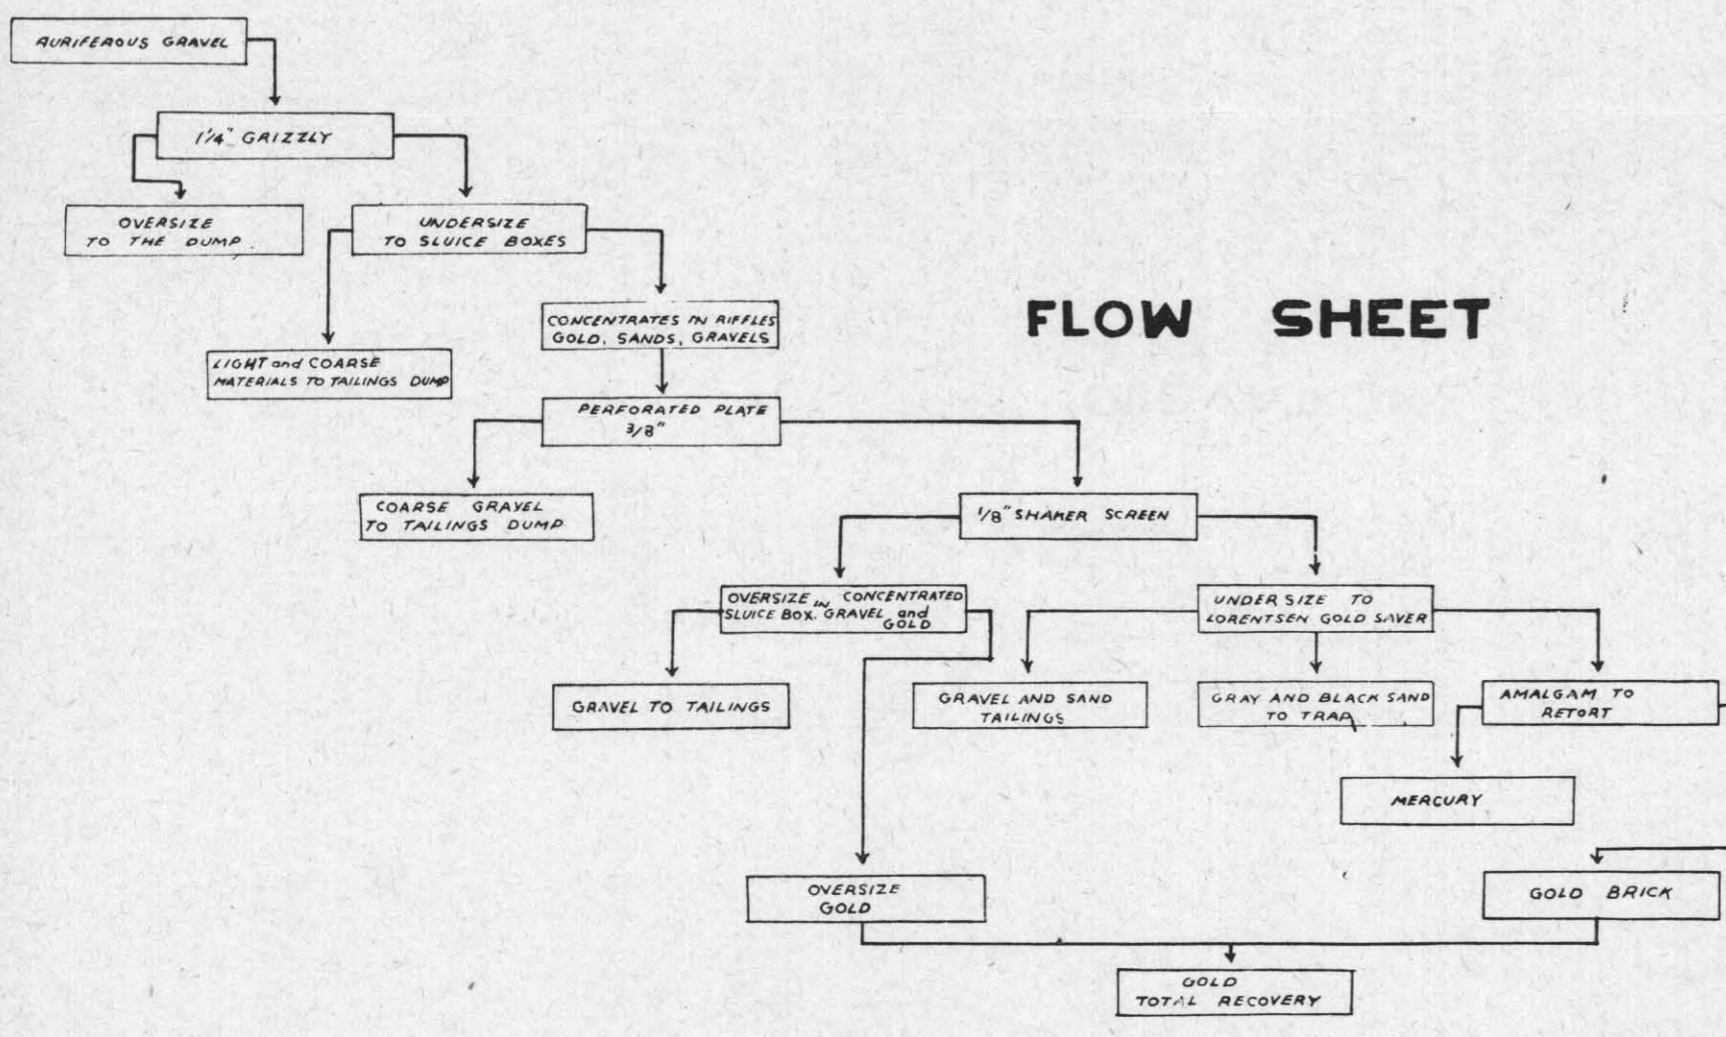 AURIFEROUS GRAVEL
1 1/4" GRIZZLY
OVERSIZE
TO THE DUMP
UNDERSIZE
TO SLUICE BOXES
CONCENTRATES IN RIFFLES
GOLD, SANDS, GRAVELS
FLOW SHEET
LIGHT and COARSE
MATERIALS TO TAILINGS DUMP
PERFORATED PLATE
3/8"
COARSE GRAVEL
TO TAILINGS DUMP
1/8" SHAKER SCREEN
OVERSIZE IN CONCENTRATED
SLUICE BOX. GRAVEL and
GOLD
UNDERSIZE TO
LORENTSEN GOLD SAVER
GRAVEL TO TAILINGS
GRAVEL AND SAND
TAILINGS
GRAY AND BLACK SAND
TO TRAP
AMALGAM TO
RETORT
MERCURY
OVERSIZE
GOLD
GOLD BRICK
GOLD
TOTAL RECOVERY